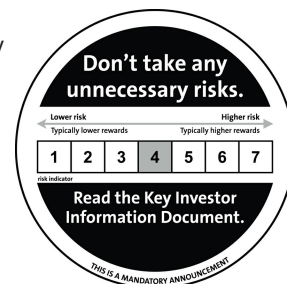 Don't take any
unnecessary risks.
Lower risk Higher risk
Typically lower rewards Typically higher rewards
1 2 3 4 5 6 7
risk indicator
Read the Key Investor
Information Document.
THIS IS A MANDATORY ANNOUNCEMENT